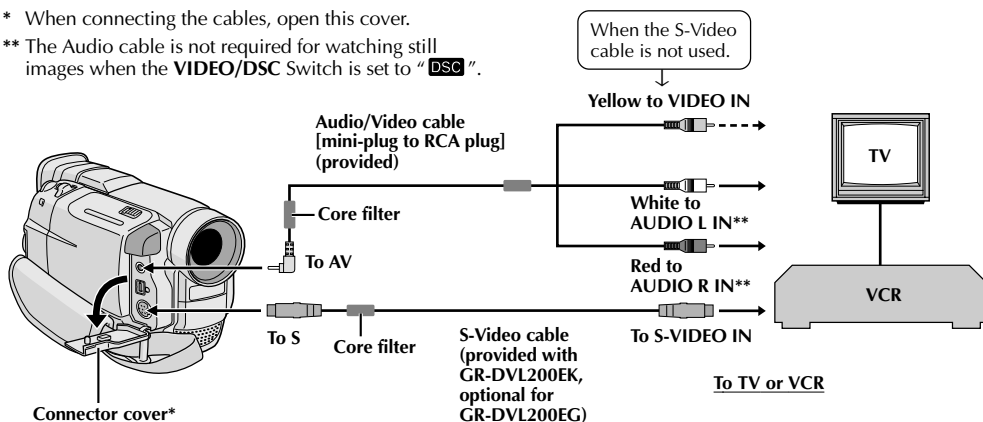 * When connecting the cables, open this cover.
** The Audio cable is not required for watching still
images when the VIDEO/DSC Switch is set to “ DSC ”.
When the S-Video
cable is not used.
Yellow to VIDEO IN
Audio/Video cable
[mini-plug to RCA plug]
(provided)
TV
Core filter
White to
AUDIO L IN**
To AV
Red to
AUDIO R IN**
VCR
To S
Core filter
S-Video cable
(provided with
GR-DVL200EK,
optional for
GR-DVL200EG)
To S-VIDEO IN
To TV or VCR
Connector cover*